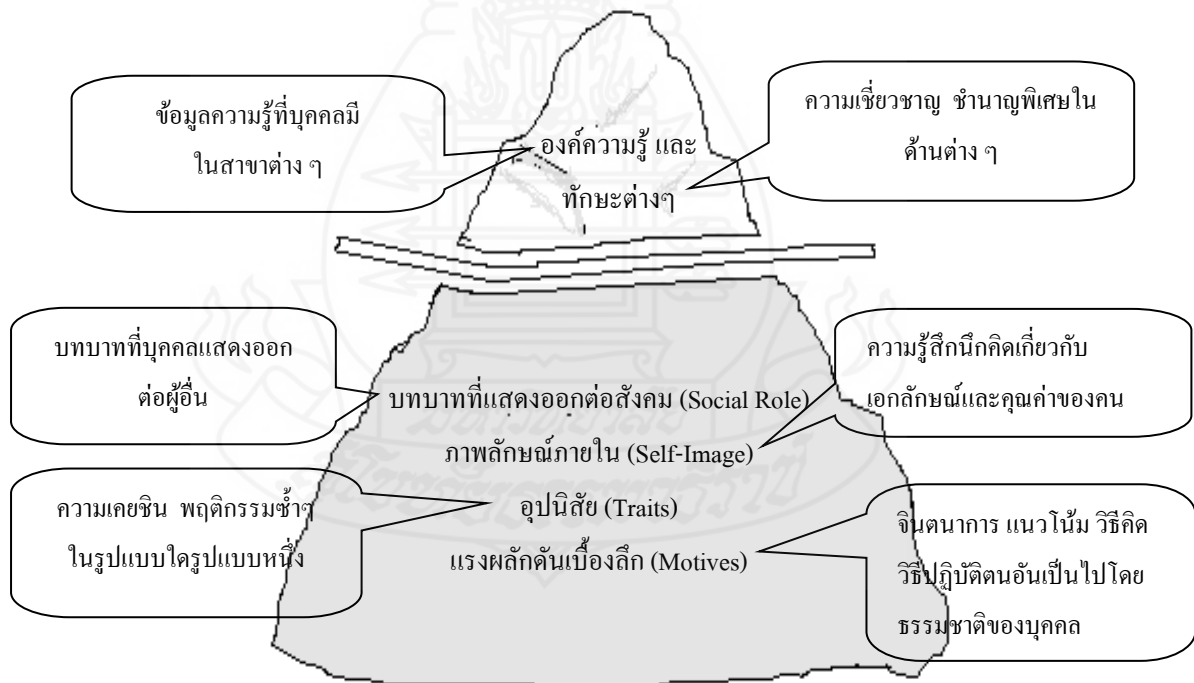 ข้อมูลความรู้ที่บุคคลมี
ในสาขาต่าง ๆ
องค์ความรู้ และ
ทักษะต่างๆ
ความเชี่ยวชาญ ชำนาญพิเศษใน
ด้านต่าง ๆ
บทบาทที่บุคคลแสดงออก
ต่อผู้อื่น
บทบาทที่แสดงออกต่อสังคม (Social Role)
ความรู้สึกนึกคิดเกี่ยวกับ
เอกลักษณ์และคุณค่าของคน
ภาพลักษณ์ภายใน (Self-Image)
ความเคยชิน พฤติกรรมซ้ำๆ
ในรูปแบบใดรูปแบบหนึ่ง
อุปนิสัย (Traits)
แรงผลักดันเบื้องลึก (Motives)
จินตนาการ แนวโน้ม วิธีคิด
วิธีปฏิบัติตนอันเป็นไปโดย
ธรรมชาติของบุคคล